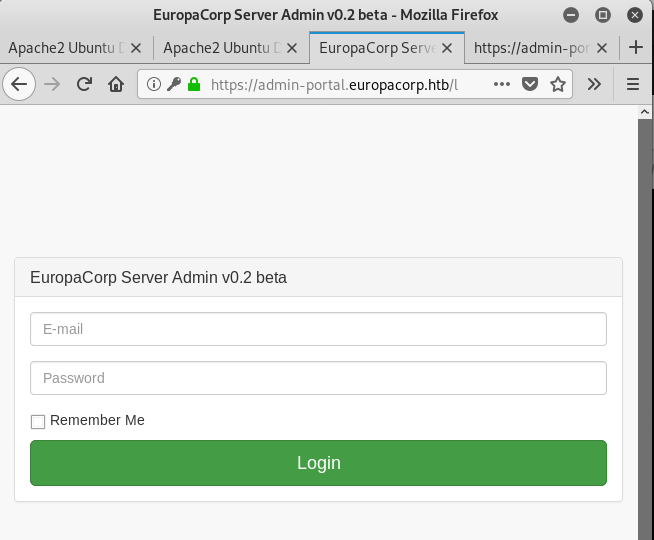 EuropaCorp Server Admin v0.2 beta - Mozilla Firefox
Apache2 Ubuntu D Apache2 Ubuntu D EuropaCorp Serve https://admin-por
https://admin-portal.europacorp.htb/l
EuropaCorp Server Admin v0.2 beta
E-mail
Password
Remember Me
Login